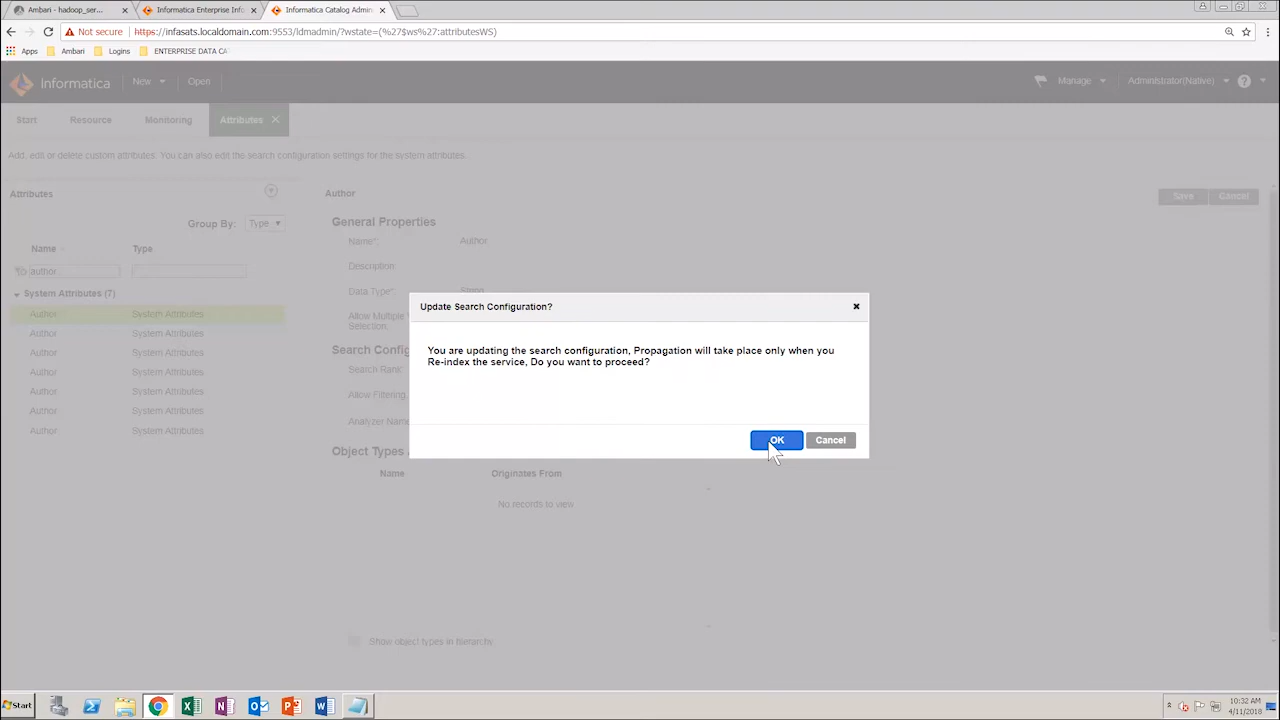 Ambari - hadoop_ser...
Informatica Enterprise Info
Informatica Catalog Admin
Not secure | https://infasats.localdomain.com:9553/ldmadmin/?wstate=(%27$ws%27:attributesWS)
Apps Ambari Logins ENTERPRISE DATA CA
Informatica New Open Manage Administrator(Native)
Start Resource Monitoring Attributes
Add, edit or delete custom attributes. You can also edit the search configuration settings for the system attributes.
Attributes
Group By: Type
Name Type
author
System Attributes (7)
Author System Attributes
Author System Attributes
Author System Attributes
Author System Attributes
Author System Attributes
Author System Attributes
Author System Attributes
Author Save Cancel
General Properties
Name*: Author
Description:
Data Type*: String
Allow Multiple
Selection:
Search Config
Search Rank:
Allow Filtering:
Analyzer Name
Object Types
Name Originates From
No records to view
Show object types in hierarchy
Update Search Configuration?
You are updating the search configuration, Propagation will take place only when you
Re-index the service, Do you want to proceed?
OK Cancel
Start
10:32 AM
4/11/2018